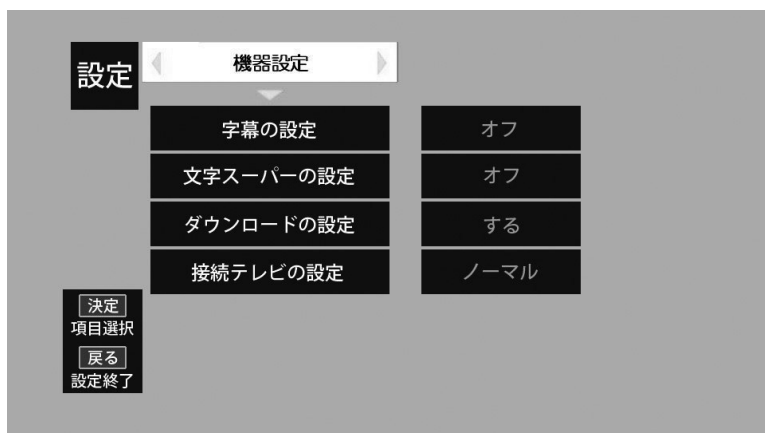 設定
機器設定
字幕の設定 オフ
文字スーパーの設定 オフ
ダウンロードの設定 する
接続テレビの設定 ノーマル
決定
項目選択
戻る
設定終了